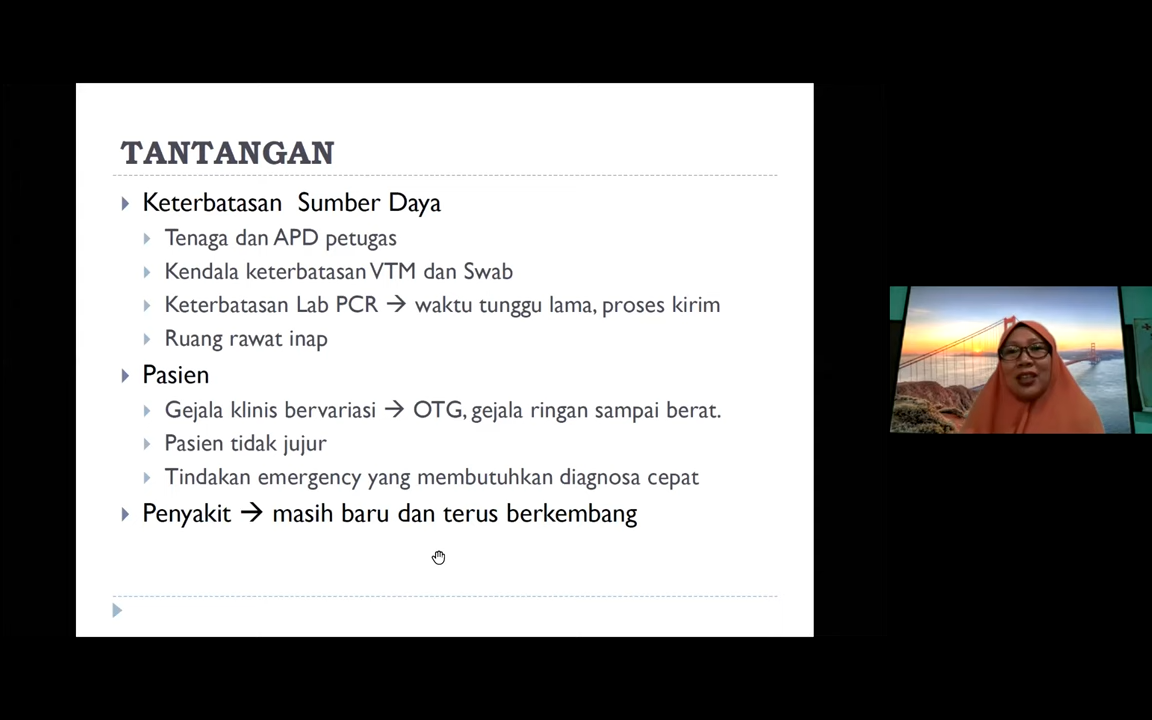 TANTANGAN
Keterbatasan Sumber Daya
Tenaga dan APD petugas
Kendala keterbatasan VTM dan Swab
Keterbatasan Lab PCR → waktu tunggu lama, proses kirim
Ruang rawat inap
Pasien
Gejala klinis bervariasi → OTG, gejala ringan sampai berat.
Pasien tidak jujur
Tindakan emergency yang membutuhkan diagnosa cepat
Penyakit → masih baru dan terus berkembang